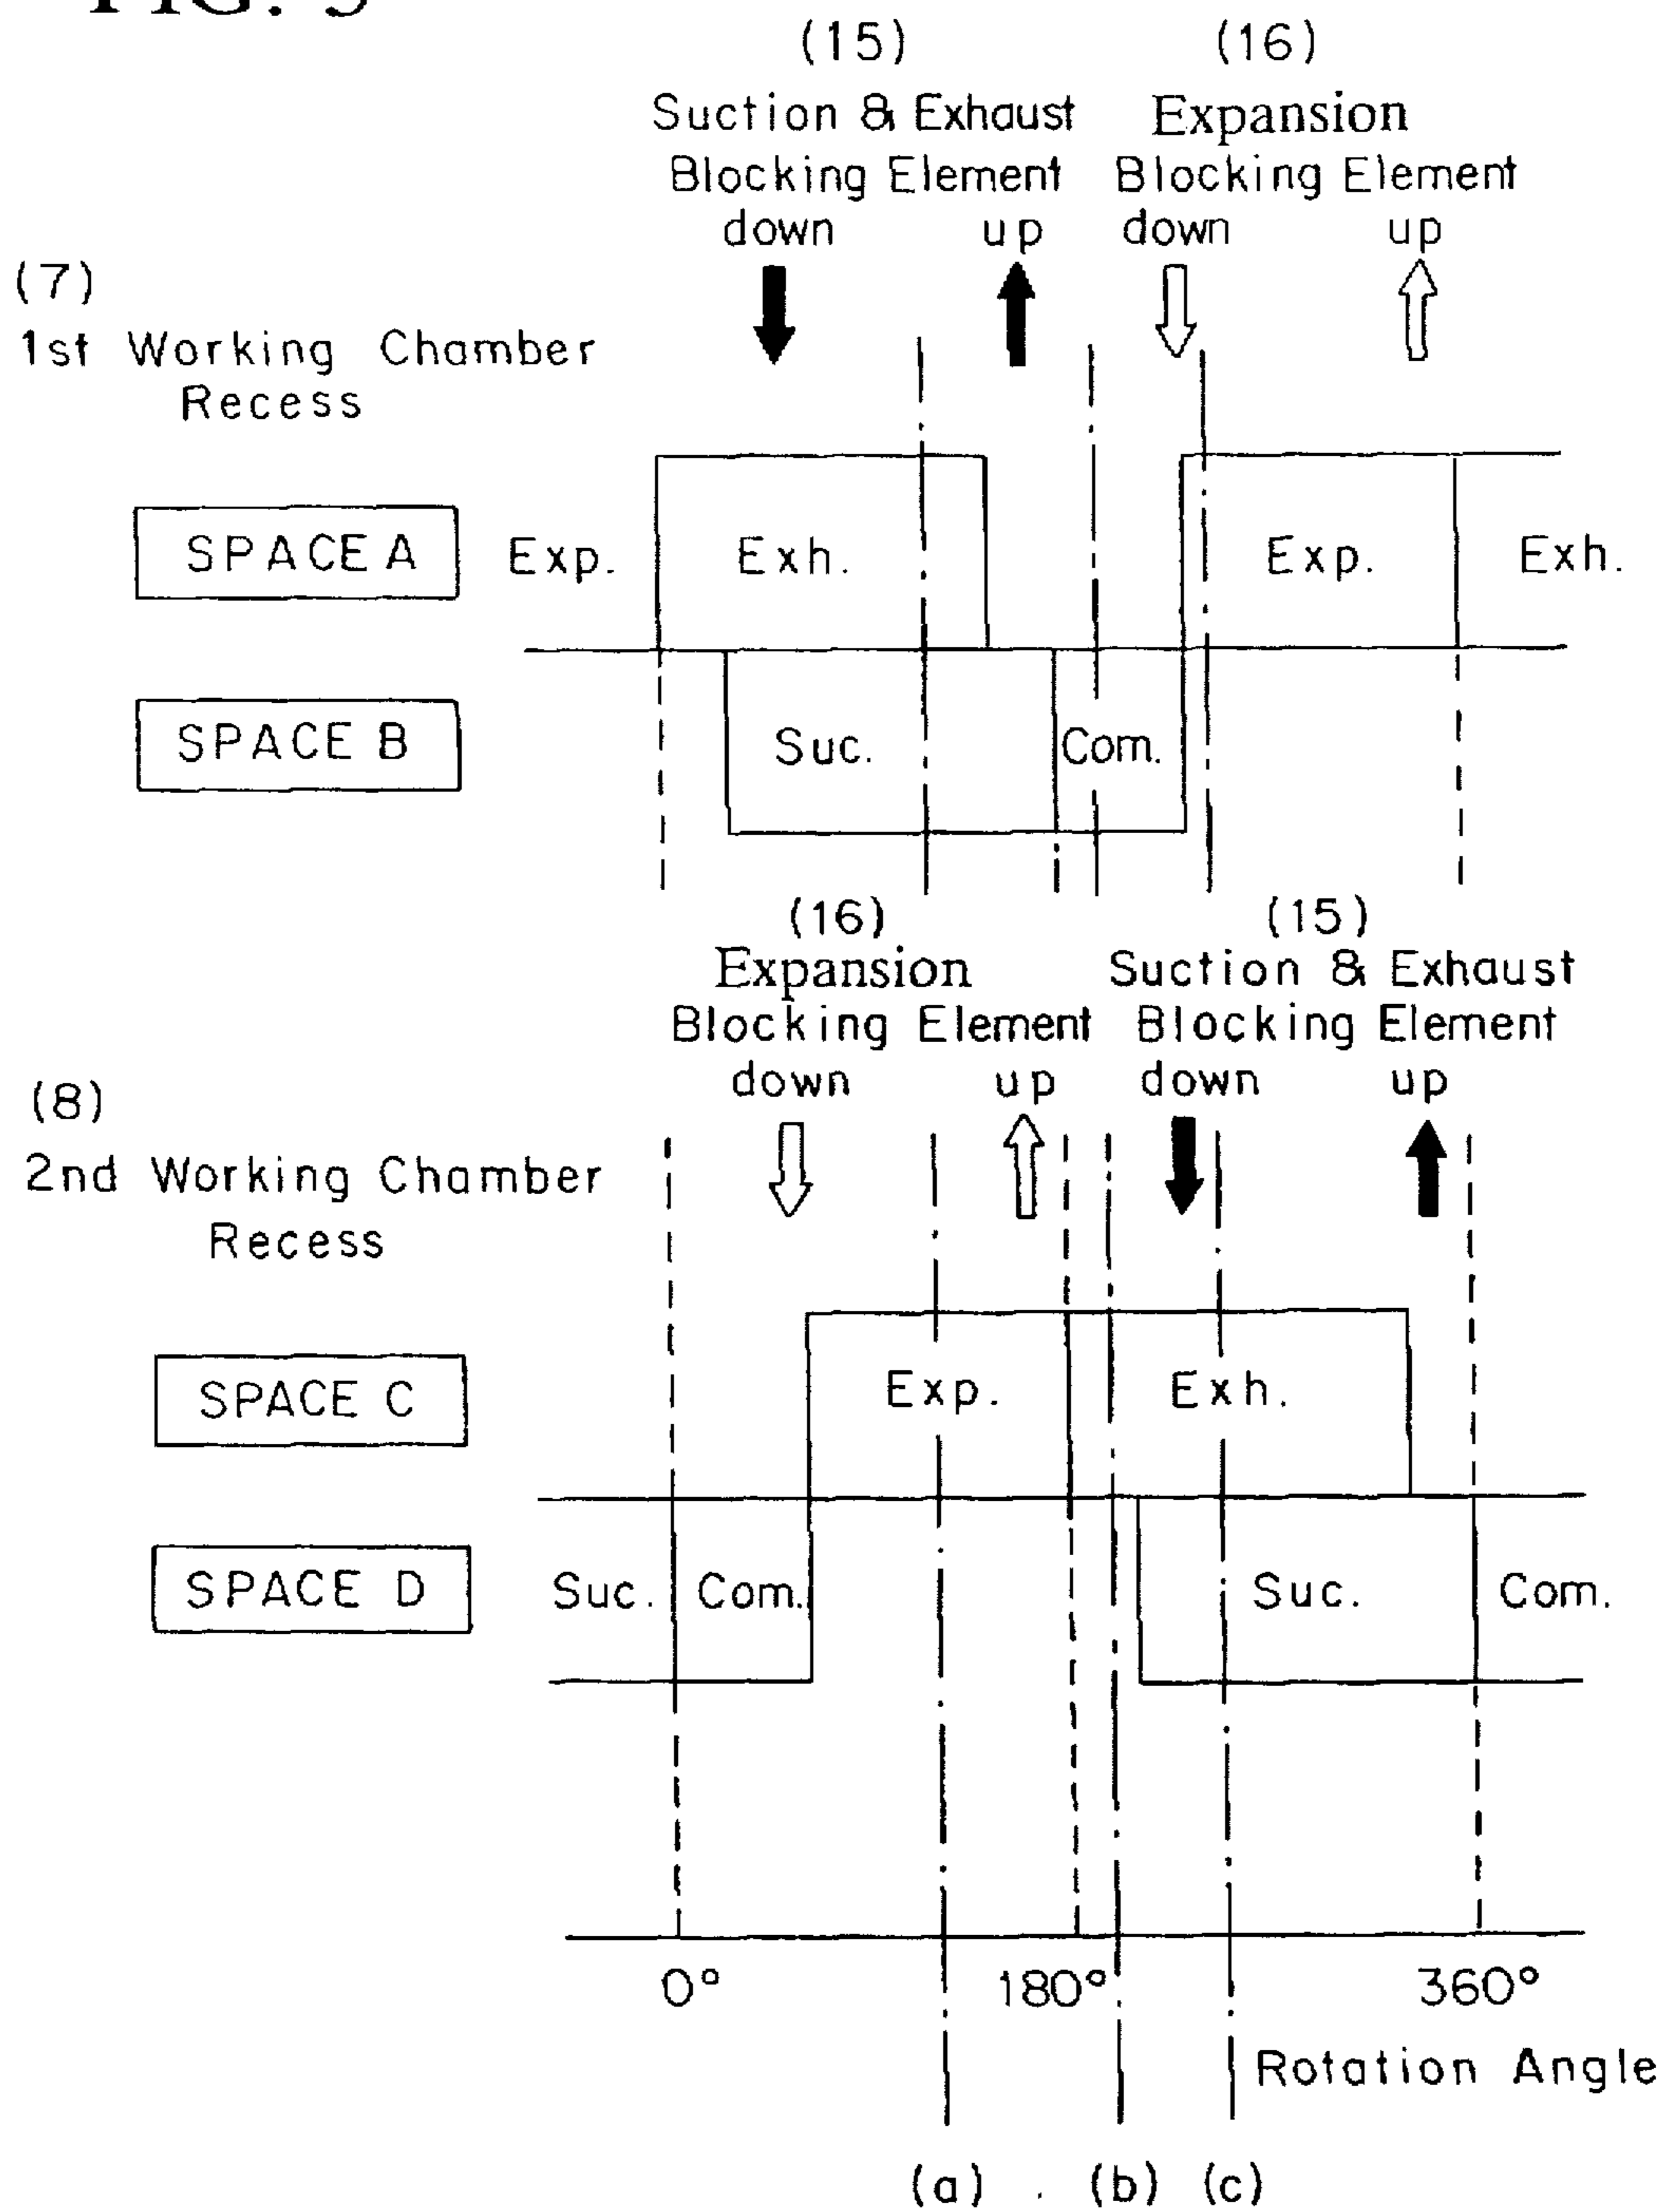 FIG. 5
(15) (16)
Suction & Exhaust Expansion
Blocking Element Blocking Element
down up down up
(7)
1st Working Chamber
Recess
SPACE A Exp. Exh. Exp. Exh.
SPACE B Suc. Com.
(16) (15)
Expansion Suction & Exhaust
Blocking Element Blocking Element
down up down up
(8)
2nd Working Chamber
Recess
SPACE C Exp. Exh.
SPACE D Suc. Com. Suc. Com.
0° 180° 360°
Rotation Angle
(a) (b) (c)